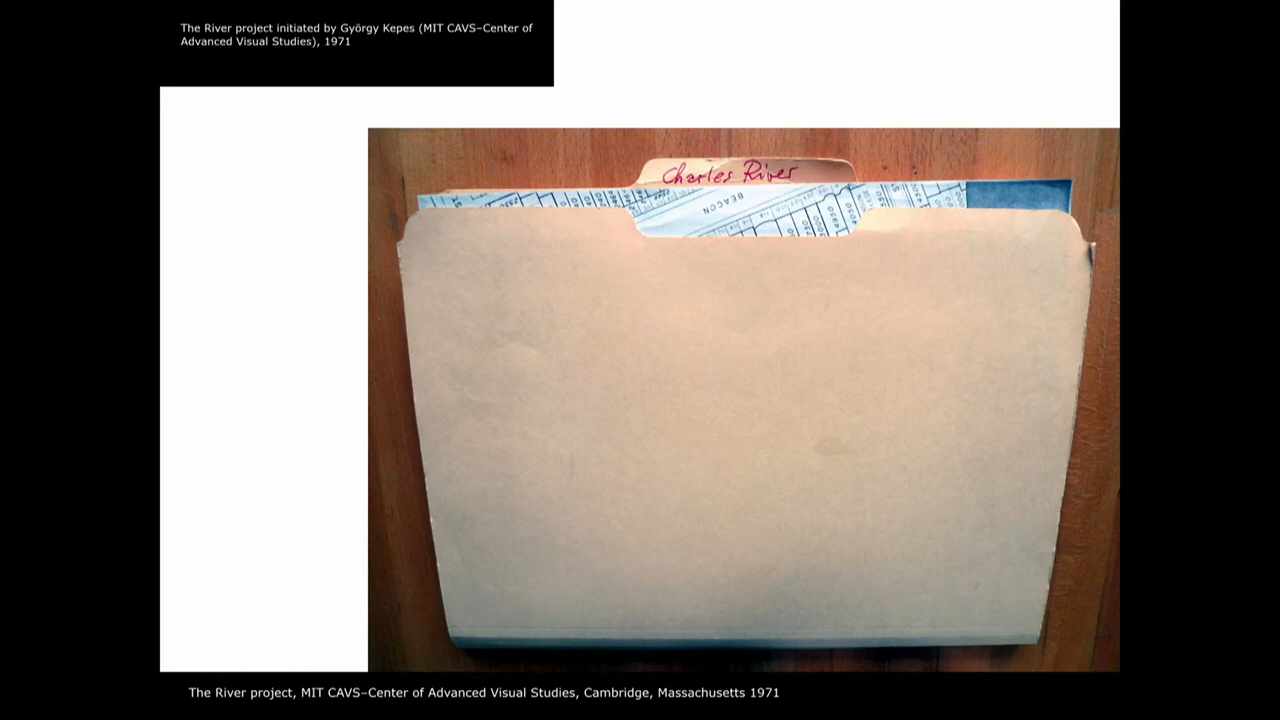 The River project initiated by György Kepes (MIT CAVS–Center of
Advanced Visual Studies), 1971
Charles River
BEACON
The River project, MIT CAVS–Center of Advanced Visual Studies, Cambridge, Massachusetts 1971